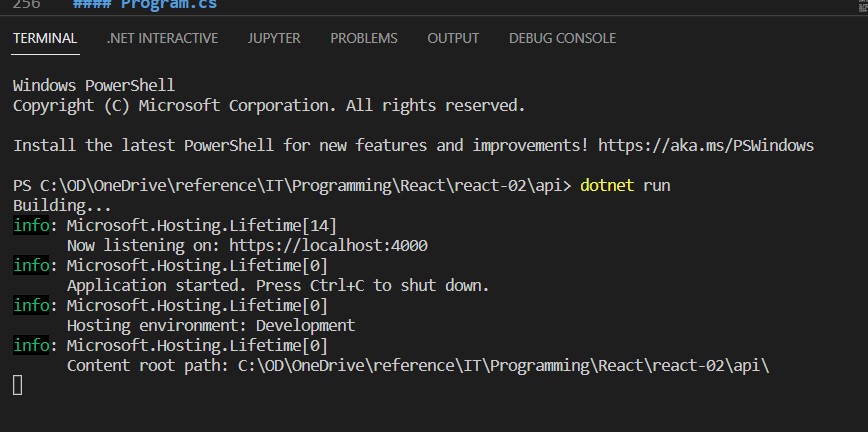 256 #### Program.cs
TERMINAL .NET INTERACTIVE JUPYTER PROBLEMS OUTPUT DEBUG CONSOLE
Windows PowerShell
Copyright (C) Microsoft Corporation. All rights reserved.
Install the latest PowerShell for new features and improvements! https://aka.ms/PSWindows
PS C:\OD\OneDrive\reference\IT\Programming\React\react-02\api> dotnet run
Building...
info: Microsoft.Hosting.Lifetime[14]
      Now listening on: https://localhost:4000
info: Microsoft.Hosting.Lifetime[0]
      Application started. Press Ctrl+C to shut down.
info: Microsoft.Hosting.Lifetime[0]
      Hosting environment: Development
info: Microsoft.Hosting.Lifetime[0]
      Content root path: C:\OD\OneDrive\reference\IT\Programming\React\react-02\api\